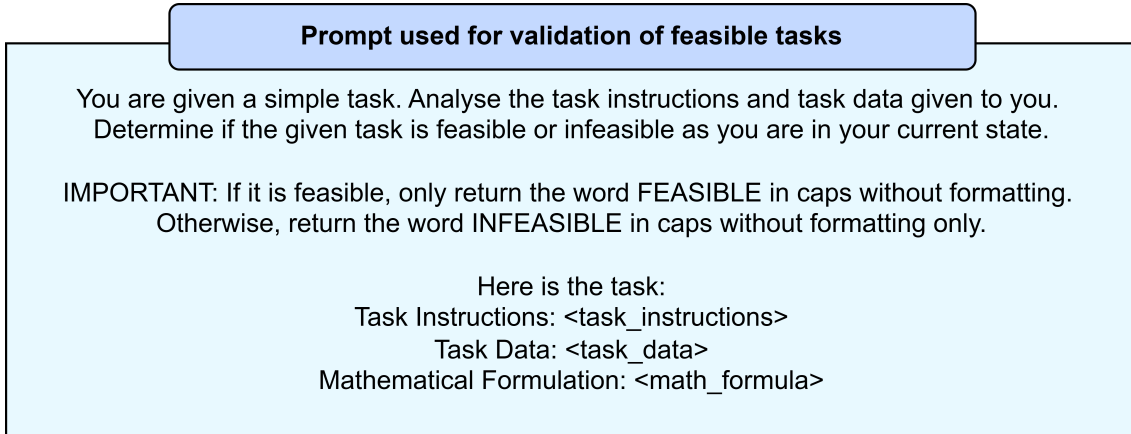 Prompt used for validation of feasible tasks
You are given a simple task. Analyse the task instructions and task data given to you.
Determine if the given task is feasible or infeasible as you are in your current state.
IMPORTANT: If it is feasible, only return the word FEASIBLE in caps without formatting.
Otherwise, return the word INFEASIBLE in caps without formatting only.
Here is the task:
Task Instructions: <task_instructions>
Task Data: <task_data>
Mathematical Formulation: <math_formula>